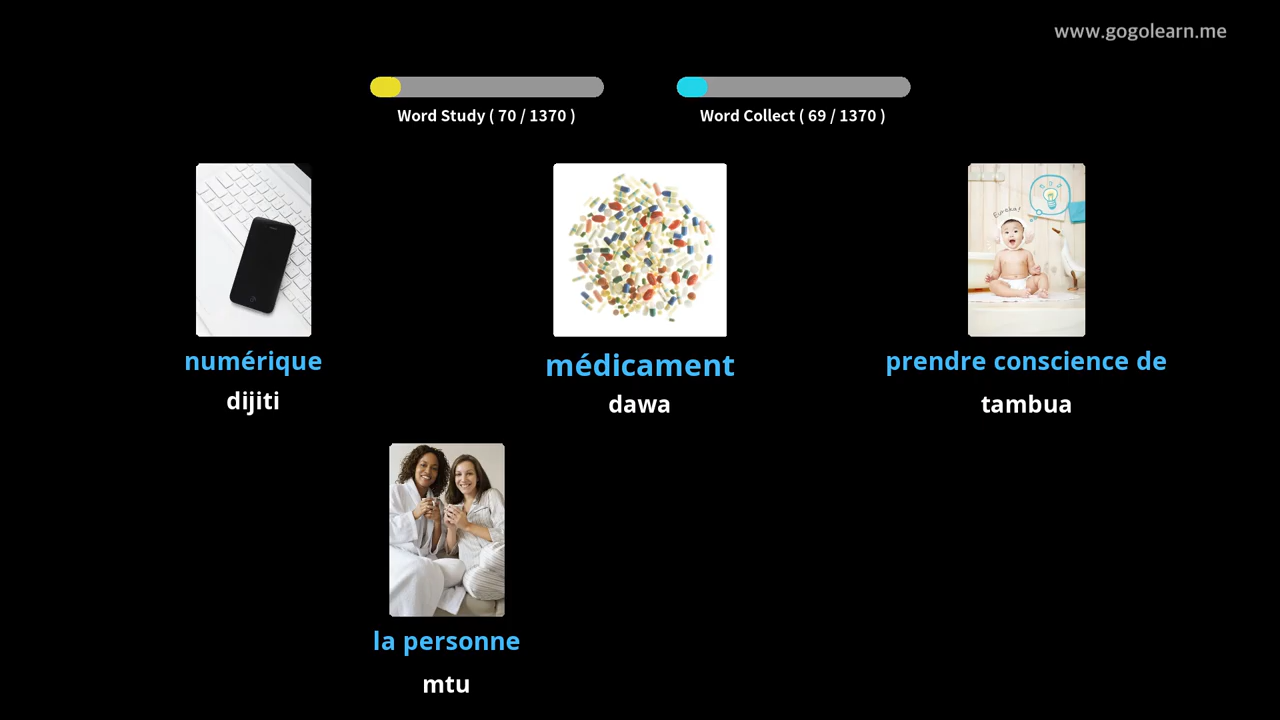 www.gogolearn.me
Word Study ( 70 / 1370 )
Word Collect ( 69 / 1370 )
Eureka!
numérique
médicament
prendre conscience de
dijiti
dawa
tambua
la personne
mtu